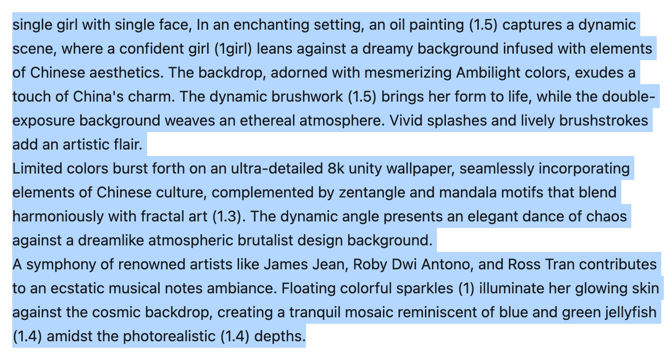 single girl with single face, In an enchanting setting, an oil painting (1.5) captures a dynamic
scene, where a confident girl (1girl) leans against a dreamy background infused with elements
of Chinese aesthetics. The backdrop, adorned with mesmerizing Ambilight colors, exudes a
touch of China's charm. The dynamic brushwork (1.5) brings her form to life, while the double-
exposure background weaves an ethereal atmosphere. Vivid splashes and lively brushstrokes
add an artistic flair.
Limited colors burst forth on an ultra-detailed 8k unity wallpaper, seamlessly incorporating
elements of Chinese culture, complemented by zentangle and mandala motifs that blend
harmoniously with fractal art (1.3). The dynamic angle presents an elegant dance of chaos
against a dreamlike atmospheric brutalist design background.
A symphony of renowned artists like James Jean, Roby Dwi Antono, and Ross Tran contributes
to an ecstatic musical notes ambiance. Floating colorful sparkles (1) illuminate her glowing skin
against the cosmic backdrop, creating a tranquil mosaic reminiscent of blue and green jellyfish
(1.4) amidst the photorealistic (1.4) depths.